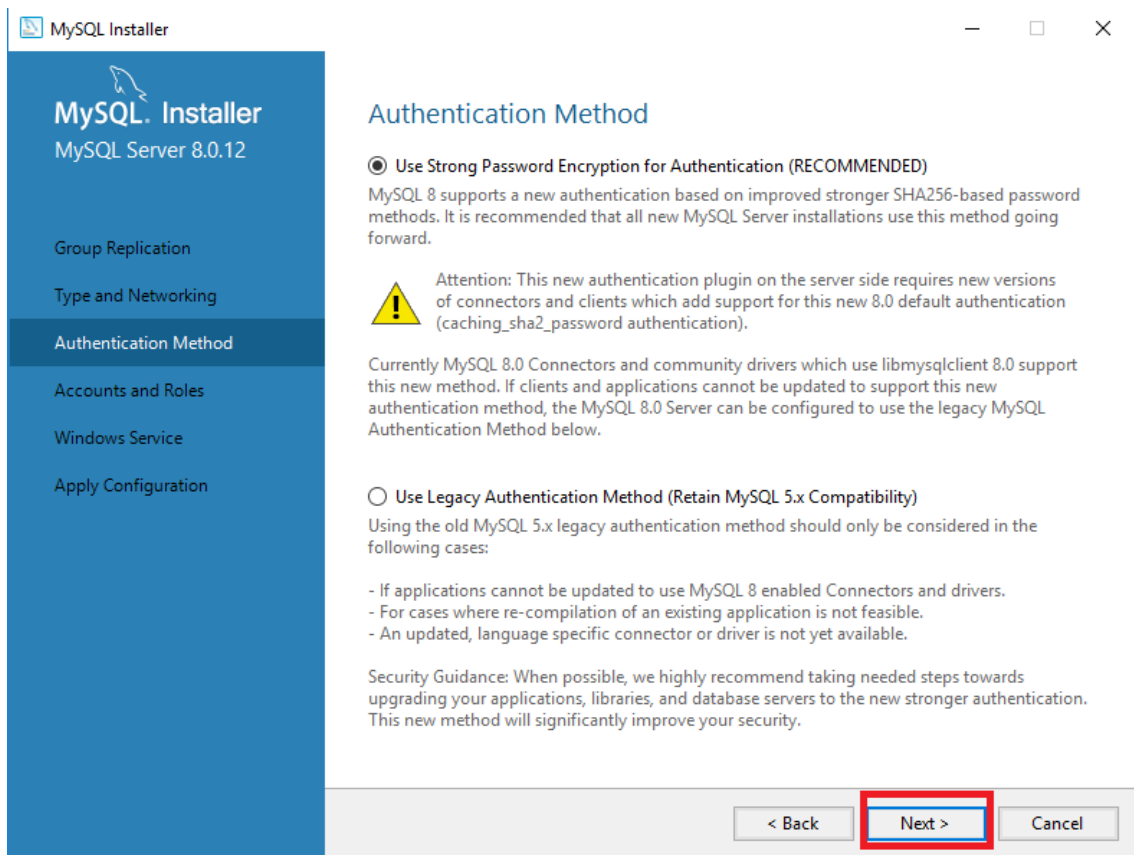 MySQL Installer
MySQL. Installer
MySQL Server 8.0.12
Group Replication
Type and Networking
Authentication Method
Accounts and Roles
Windows Service
Apply Configuration
Authentication Method
Use Strong Password Encryption for Authentication (RECOMMENDED)
MySQL 8 supports a new authentication based on improved stronger SHA256-based password
methods. It is recommended that all new MySQL Server installations use this method going
forward.
Attention: This new authentication plugin on the server side requires new versions
of connectors and clients which add support for this new 8.0 default authentication
(caching_sha2_password authentication).
Currently MySQL 8.0 Connectors and community drivers which use libmysqlclient 8.0 support
this new method. If clients and applications cannot be updated to support this new
authentication method, the MySQL 8.0 Server can be configured to use the legacy MySQL
Authentication Method below.
Use Legacy Authentication Method (Retain MySQL 5.x Compatibility)
Using the old MySQL 5.x legacy authentication method should only be considered in the
following cases:
- If applications cannot be updated to use MySQL 8 enabled Connectors and drivers.
- For cases where re-compilation of an existing application is not feasible.
- An updated, language specific connector or driver is not yet available.
Security Guidance: When possible, we highly recommend taking needed steps towards
upgrading your applications, libraries, and database servers to the new stronger authentication.
This new method will significantly improve your security.
< Back
Next >
Cancel